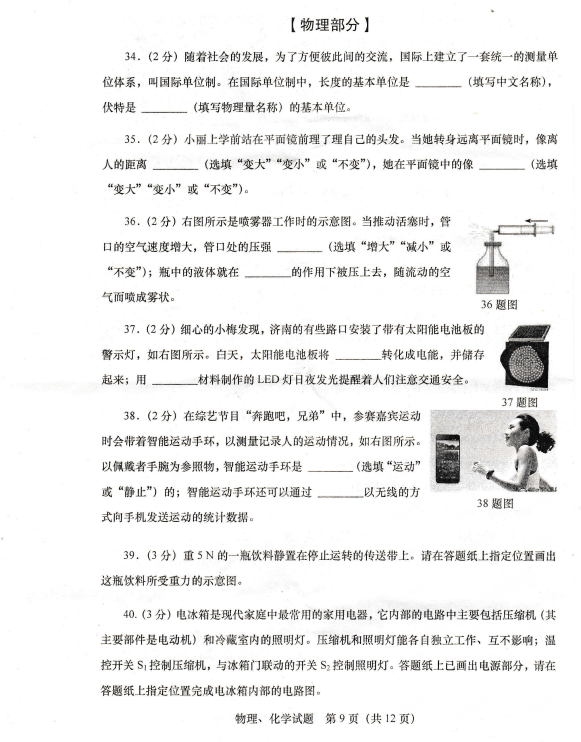 【物理部分】
34.（2 分）随着社会的发展，为了方便彼此间的交流，国际上建立了一套统一的测量单
位体系，叫国际单位制。在国际单位制中，长度的基本单位是 ________ （填写中文名称），
伏特是 ________ （填写物理量名称）的基本单位。
35.（2 分）小丽上学前站在平面镜前理了理自己的头发。当她转身远离平面镜时，像离
人的距离 ________ （选填“变大”“变小”或“不变”），她在平面镜中的像 ________ （选填
“变大”“变小”或“不变”）。
36.（2 分）右图所示是喷雾器工作时的示意图。当推动活塞时，管
口的空气速度增大，管口处的压强 ________ （选填“增大”“减小”或
“不变”）；瓶中的液体就在 ________的作用下被压上去，随流动的空
气而喷成雾状。
36 题图
37.（2 分）细心的小梅发现，济南的有些路口安装了带有太阳能电池板的
警示灯，如右图所示。白天，太阳能电池板将 ________转化成电能，并储存
起来；用 ________材料制作的 LED 灯日夜发光提醒着人们注意交通安全。
37 题图
38.（2 分）在综艺节目“奔跑吧，兄弟”中，参赛嘉宾运动
时会带着智能运动手环，以测量记录人的运动情况，如右图所示。
以佩戴者手腕为参照物，智能运动手环是 ________ （选填“运动”
或“静止”）的；智能运动手环还可以通过 ________以无线的方
式向手机发送运动的统计数据。
38 题图
39.（3 分）重 5 N 的一瓶饮料静置在停止运转的传送带上。请在答题纸上指定位置画出
这瓶饮料所受重力的示意图。
40.（3 分）电冰箱是现代家庭中最常用的家用电器，它内部的电路中主要包括压缩机（其
主要部件是电动机）和冷藏室内的照明灯。压缩机和照明灯能各自独立工作、互不影响；温
控开关 S₁ 控制压缩机，与冰箱门联动的开关 S₂ 控制照明灯。答题纸上已画出电源部分，请在
答题纸上指定位置完成电冰箱内部的电路图。
物理、化学试题 第 9 页（共 12 页）